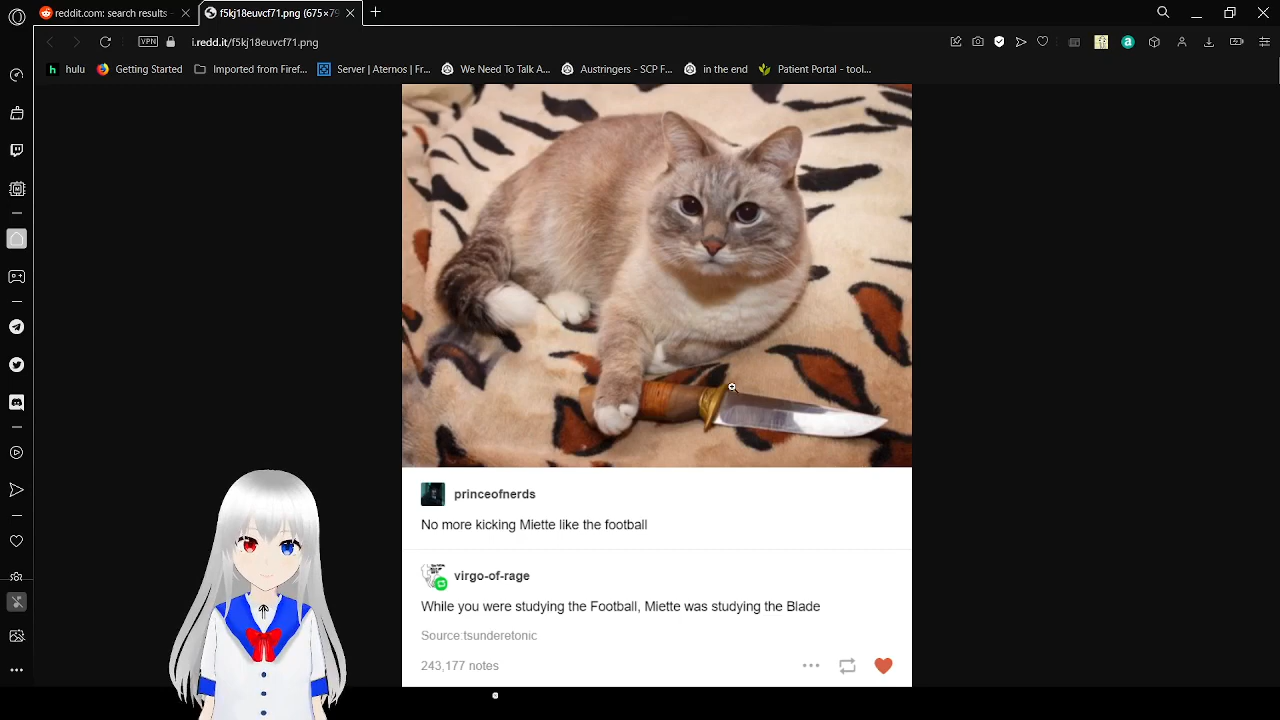 reddit.com: search results -
f5kj18euvcf71.png (675×79
VPN
i.redd.it/f5kj18euvcf71.png
hulu
Getting Started
Imported from Firef...
Server | Aternos | Fr...
We Need To Talk A...
Austringers - SCP F...
in the end
Patient Portal - tool...
princeofnerds
No more kicking Miette like the football
virgo-of-rage
While you were studying the Football, Miette was studying the Blade
Source:tsunderetonic
243,177 notes